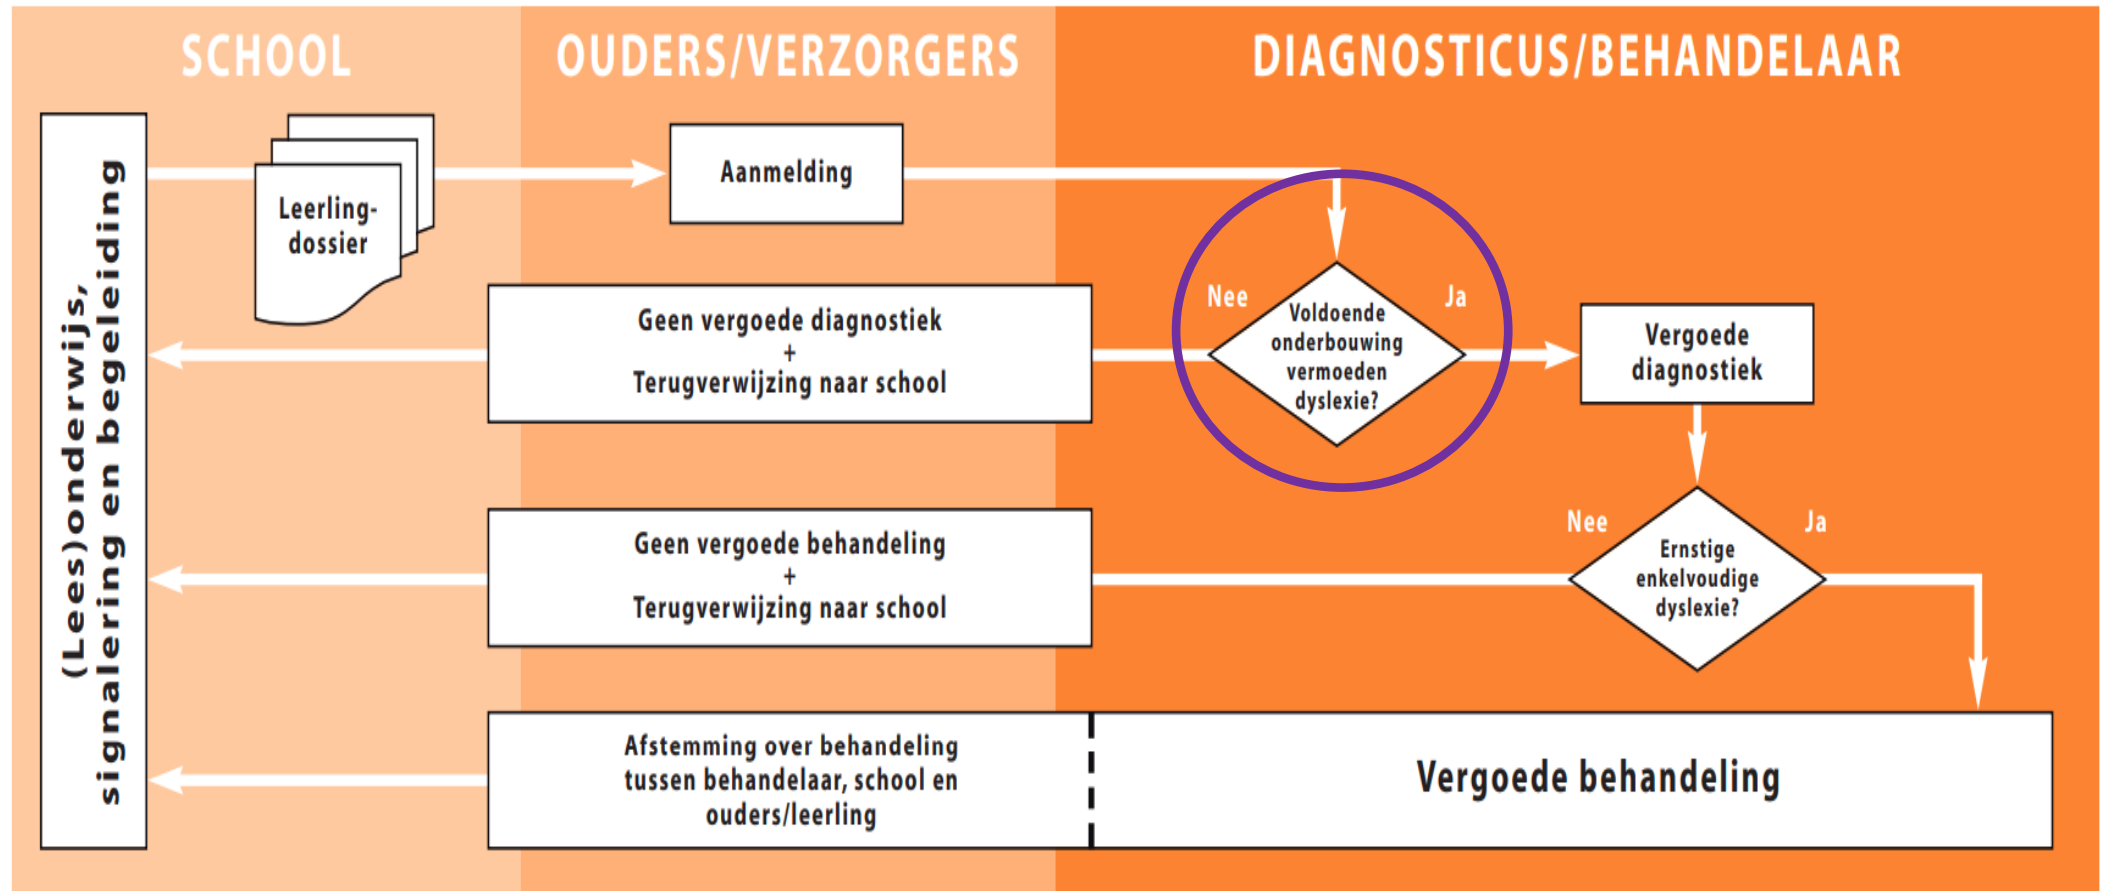 SCHOOL
OUDERS/VERZORGERS
DIAGNOSTICUS/BEHANDELAAR
(Lees)onderwijs,
signalering en begeleiding
Leerling-
dossier
Aanmelding
Nee
Ja
Voldoende
onderbouwing
vermoeden
dyslexie?
Geen vergoede diagnostiek
+
Terugverwijzing naar school
Vergoede
diagnostiek
Nee
Ja
Ernstige
enkelvoudige
dyslexie?
Geen vergoede behandeling
+
Terugverwijzing naar school
Afstemming over behandeling
tussen behandelaar, school en
ouders/leerling
Vergoede behandeling